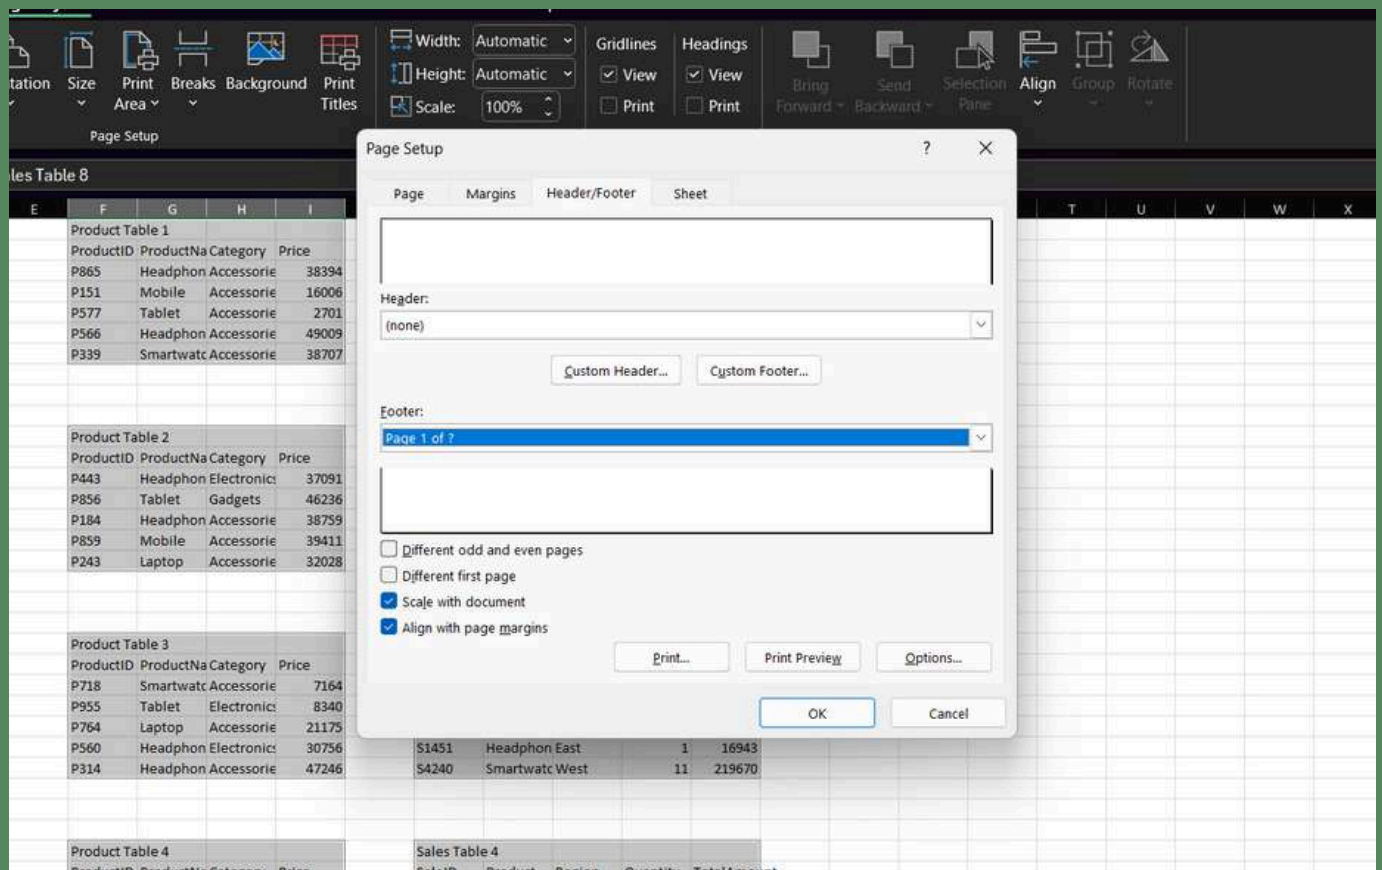 tation Size Print Area Breaks Background Print Titles
Width: Automatic
Height: Automatic
Scale: 100%
Gridlines Headings
View View
Print Print
Bring Forward Send Backward Selection Pane Align Group Rotate
Page Setup
les Table 8
E F G H I T U V W X
Product Table 1
ProductID ProductNa Category Price
P865 Headphon Accessorie 38394
P151 Mobile Accessorie 16006
P577 Tablet Accessorie 2701
P566 Headphon Accessorie 49009
P339 Smartwatc Accessorie 38707
Product Table 2
ProductID ProductNa Category Price
P443 Headphon Electronics 37091
P856 Tablet Gadgets 46236
P184 Headphon Accessorie 38759
P859 Mobile Accessorie 39411
P243 Laptop Accessorie 32028
Product Table 3
ProductID ProductNa Category Price
P718 Smartwatc Accessorie 7164
P955 Tablet Electronics 8340
P764 Laptop Accessorie 21175
P560 Headphon Electronics 30756
P314 Headphon Accessorie 47246
Product Table 4
Page Setup ?
Page Margins Header/Footer Sheet
Header:
(none)
Custom Header... Custom Footer...
Footer:
Page 1 of ?
Different odd and even pages
Different first page
Scale with document
Align with page margins
Print... Print Preview Options...
OK Cancel
S1451 Headphon East 1 16943
S4240 Smartwatc West 11 219670
Sales Table 4